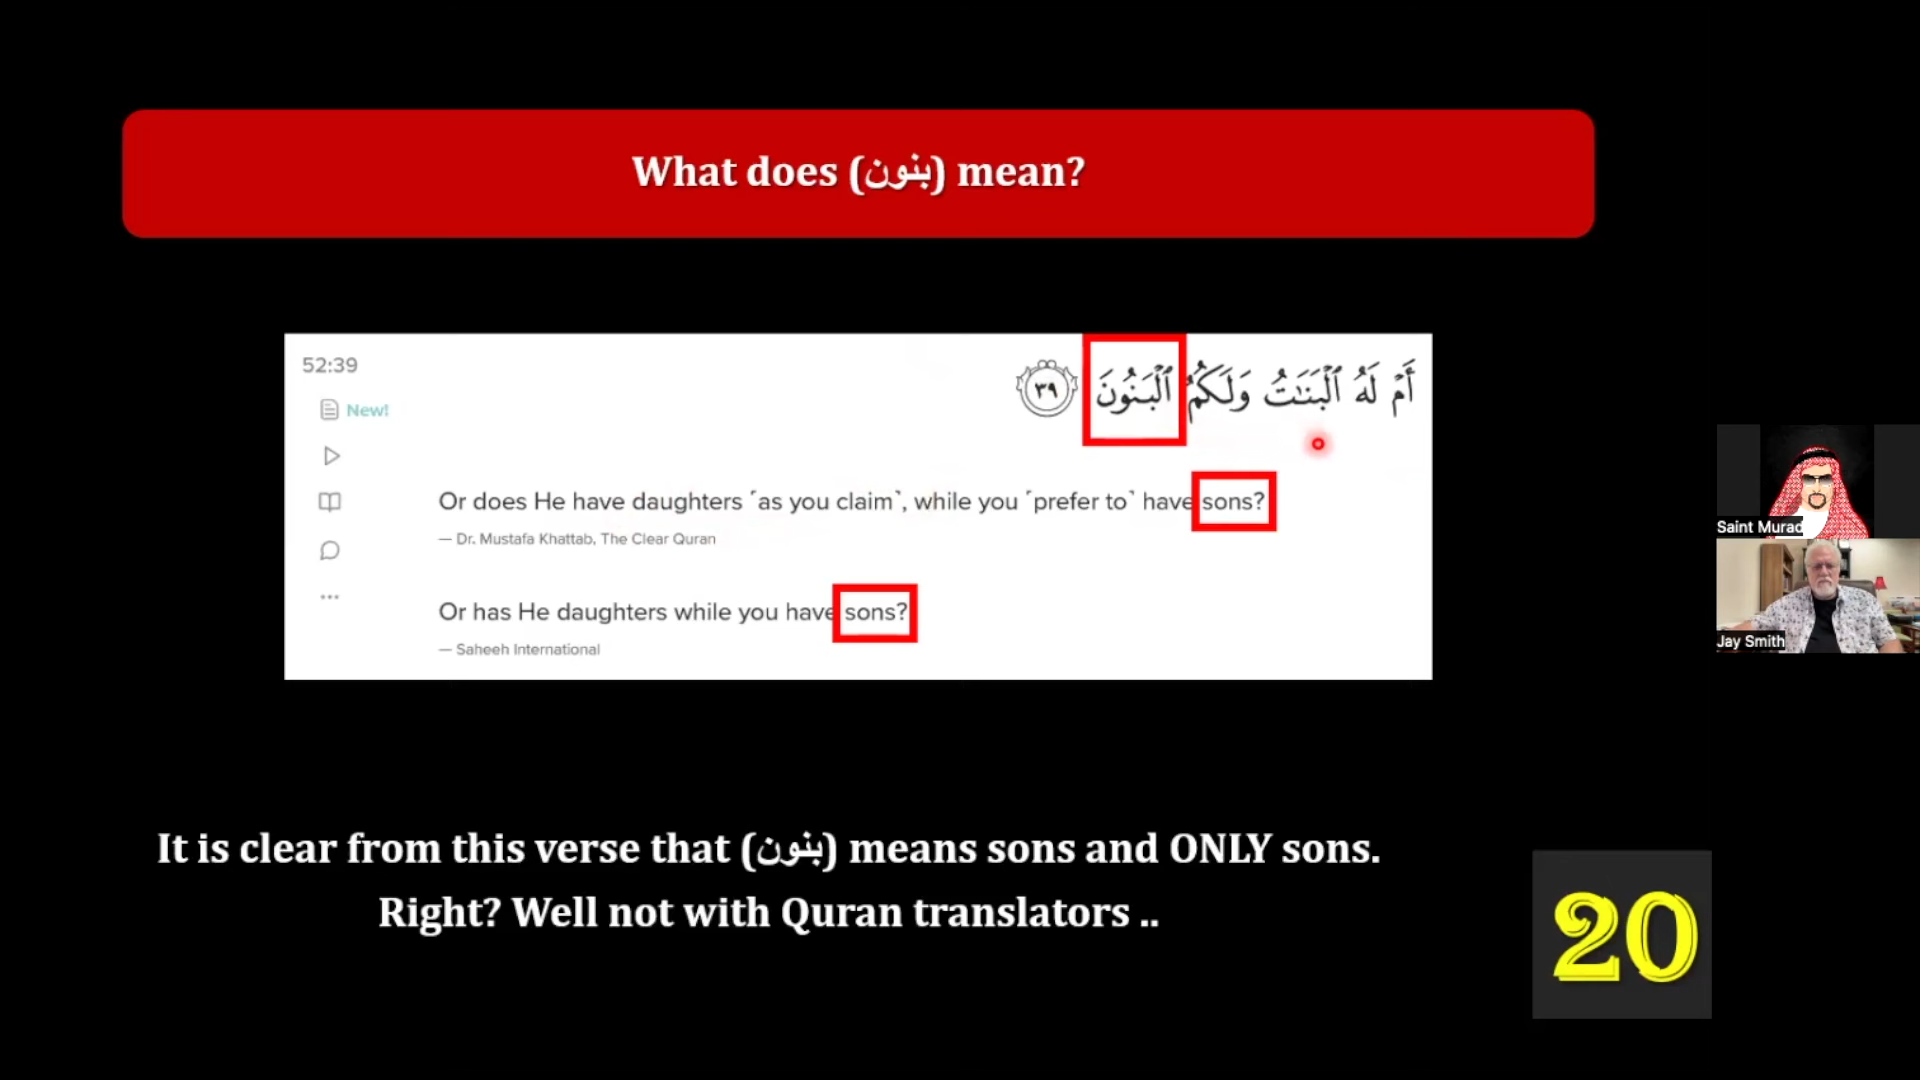 What does (بنون) mean?
52:39
أَمْ لَهُ ٱلْبَنَـٰتُ وَلَكُمُ ٱلْبَنُونَ ٣٩
New!
Or does He have daughters ˹as you claim˺, while you ˹prefer to˺ have sons?
— Dr. Mustafa Khattab, The Clear Quran
Or has He daughters while you have sons?
— Saheeh International
Saint Murad
Jay Smith
It is clear from this verse that (بنون) means sons and ONLY sons.
Right? Well not with Quran translators ..
20